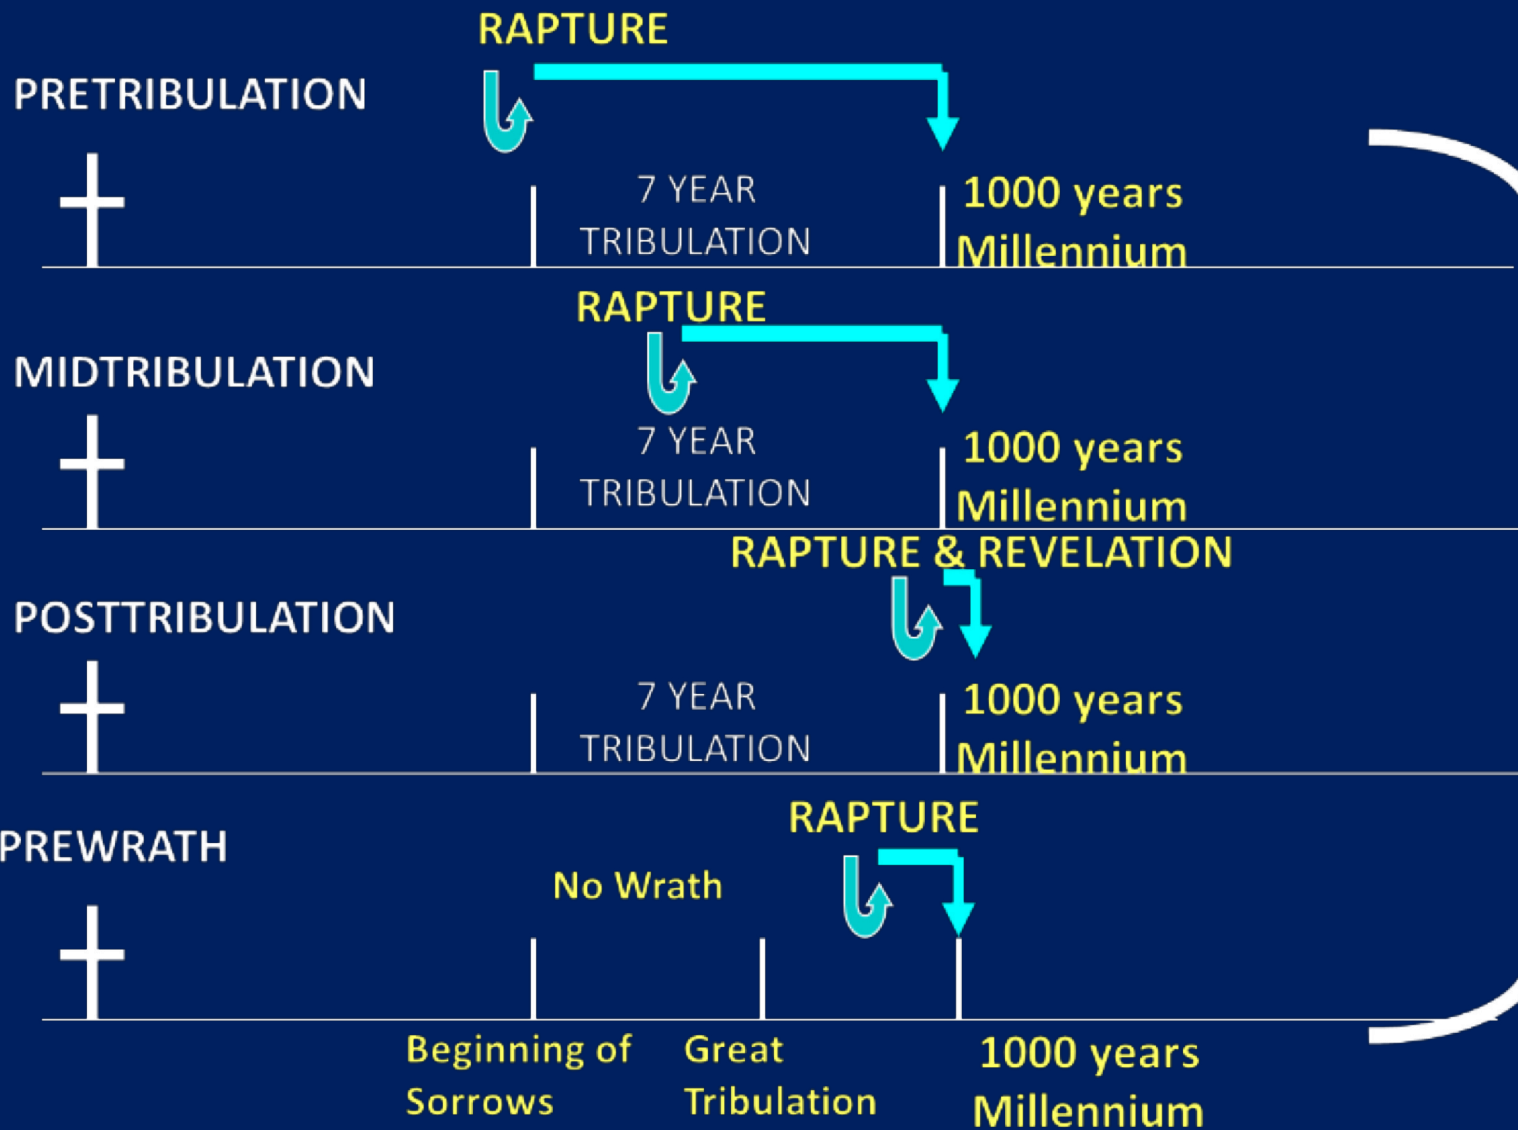 RAPTURE
PRETRIBULATION
7 YEAR
TRIBULATION
1000 years
Millennium
RAPTURE
MIDTRIBULATION
7 YEAR
TRIBULATION
1000 years
Millennium
RAPTURE & REVELATION
POSTTRIBULATION
7 YEAR
TRIBULATION
1000 years
Millennium
RAPTURE
PREWRATH
No Wrath
Beginning of
Sorrows
Great
Tribulation
1000 years
Millennium